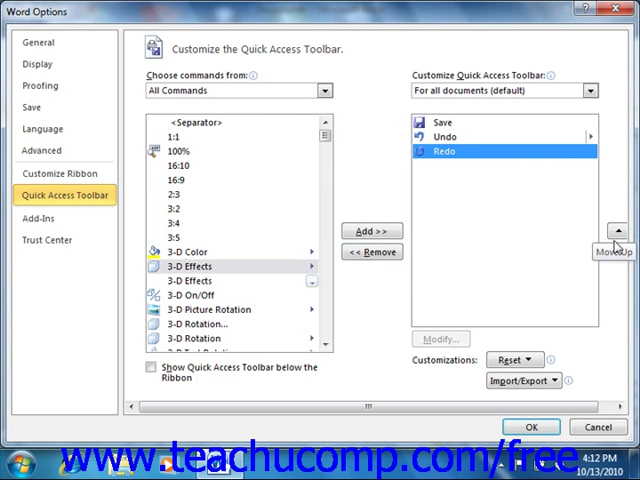 Word Options
General
Display
Proofing
Save
Language
Advanced
Customize Ribbon
Quick Access Toolbar
Add-Ins
Trust Center
Customize the Quick Access Toolbar.
Choose commands from:
All Commands
<Separator>
1:1
100%
16:10
16:9
2:3
3:2
3:4
3:5
3-D Color
3-D Effects
3-D Effects
3-D On/Off
3-D Picture Rotation
3-D Rotation...
3-D Rotation
Show Quick Access Toolbar below the
Ribbon
Add >>
<< Remove
Customize Quick Access Toolbar:
For all documents (default)
Save
Undo
Redo
Move Up
Modify...
Customizations:
Reset
Import/Export
OK
Cancel
www.teachucomp.com/free
4:12 PM
10/13/2010